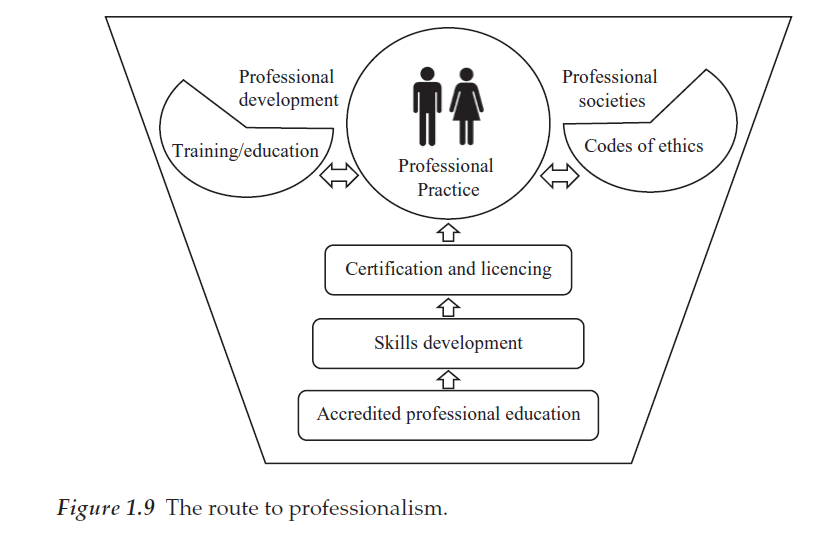 Professional
development
Training/education
Professional
Practice
Professional
societies
Codes of ethics
Certification and licencing
Skills development
Accredited professional education
Figure 1.9 The route to professionalism.